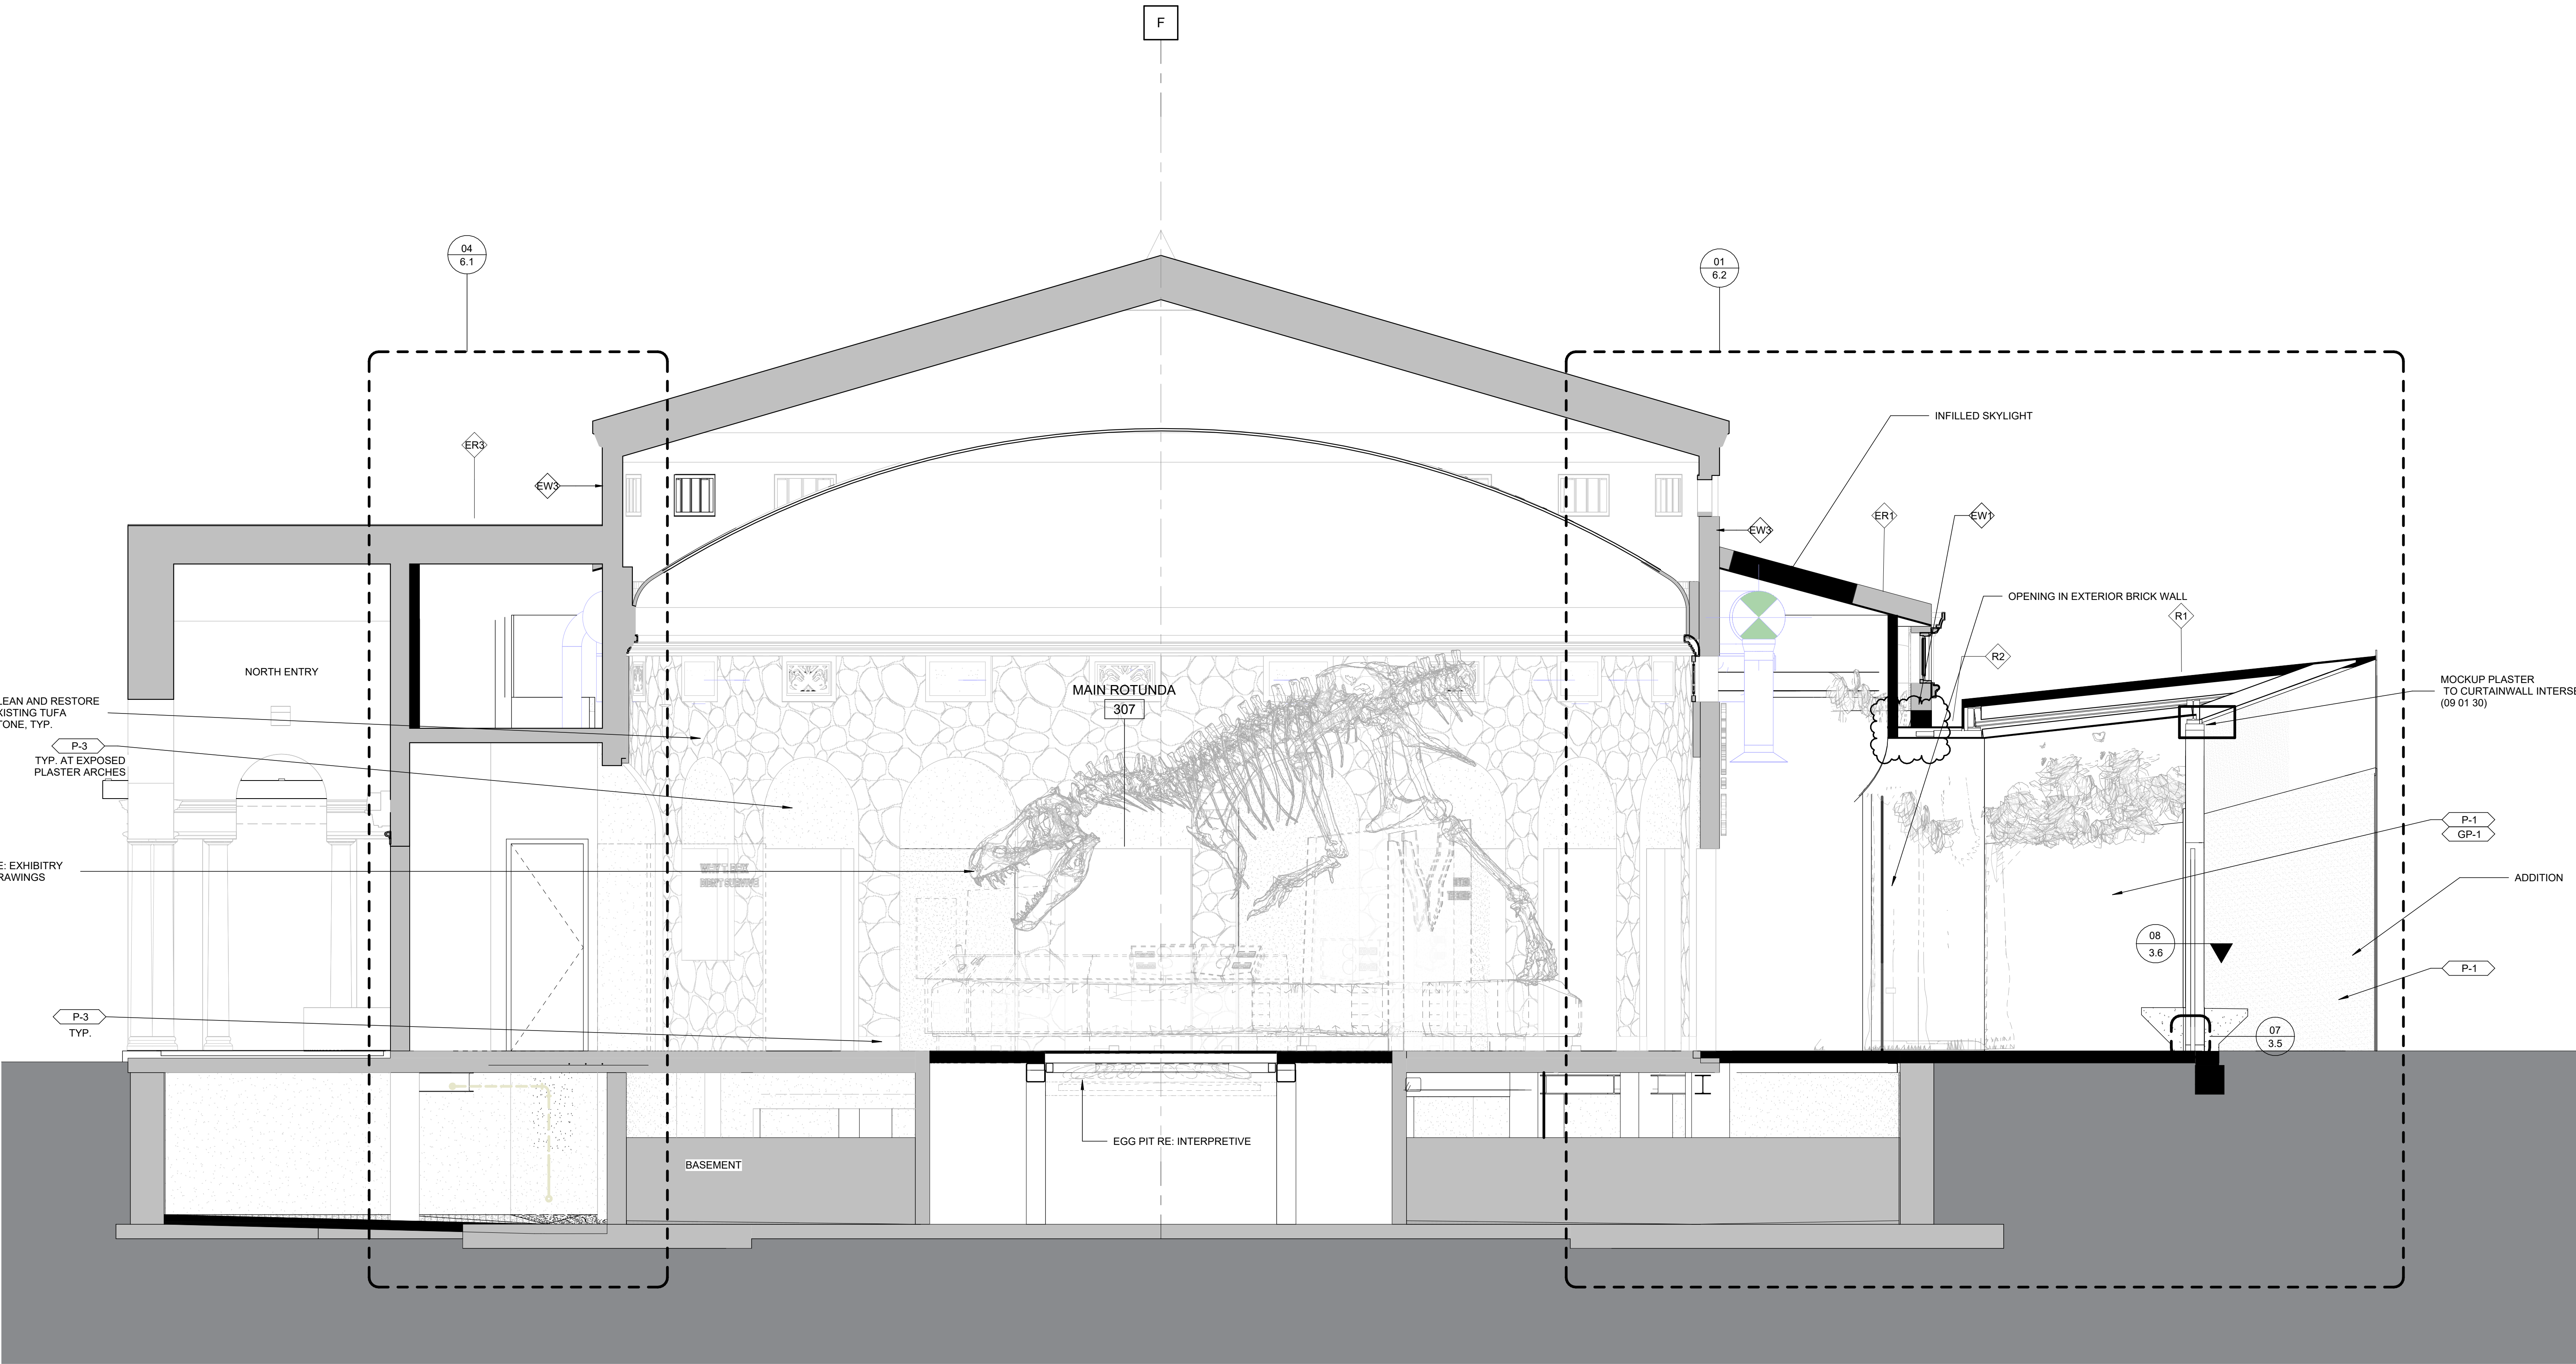 F
04
6.1
01
6.2
INFILLED SKYLIGHT
ER3
EW3
ER1
EW1
EW3
OPENING IN EXTERIOR BRICK WALL
R1
R2
NORTH ENTRY
MAIN ROTUNDA
307
LEAN AND RESTORE
XISTING TUFA
TONE, TYP.
MOCKUP PLASTER
TO CURTAINWALL INTERSE
(09 01 30)
P-3
TYP. AT EXPOSED
PLASTER ARCHES
P-1
GP-1
E: EXHIBITRY
RAWINGS
ADDITION
08
3.6
P-1
P-3
TYP.
07
3.5
EGG PIT RE: INTERPRETIVE
BASEMENT